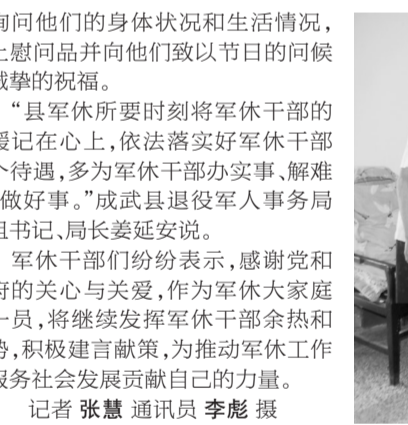 询问他们的身体状况和生活情况，
上慰问品并向他们致以节日的问候
诚挚的祝福。
“县军休所要时刻将军休干部的
暖记在心上，依法落实好军休干部
个待遇，多为军休干部办实事、解难
做好事。”成武县退役军人事务局
组书记、局长姜延安说。
军休干部们纷纷表示，感谢党和
府的关心与关爱，作为军休大家庭
一员，将继续发挥军休干部余热和
势，积极建言献策，为推动军休工作
服务社会发展贡献自己的力量。
记者 张慧 通讯员 李彪 摄